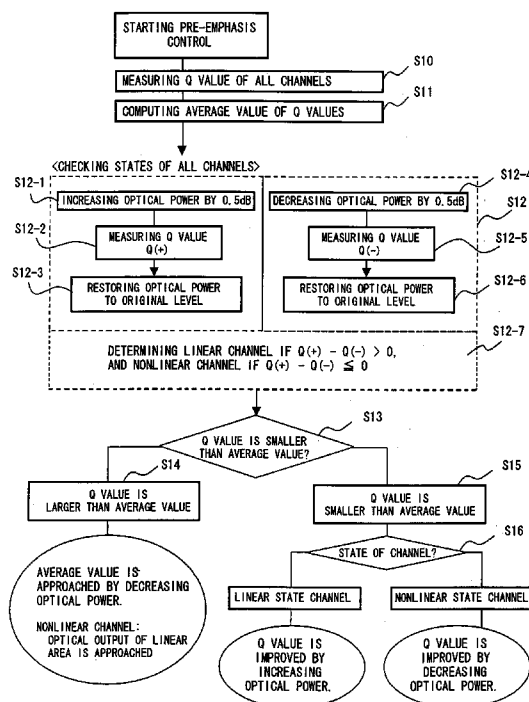 STARTING PRE-EMPHASIS
CONTROL
S10
MEASURING Q VALUE OF ALL CHANNELS
S11
COMPUTING AVERAGE VALUE OF Q VALUES
<CHECKING STATES OF ALL CHANNELS>
S12-1
S12-4
S12
INCREASING OPTICAL POWER BY 0.5dB
DECREASING OPTICAL POWER BY 0.5dB
S12-2
MEASURING Q VALUE
Q(+)
MEASURING Q VALUE
Q(-)
S12-5
S12-3
RESTORING OPTICAL POWER
TO ORIGINAL LEVEL
RESTORING OPTICAL POWER
TO ORIGINAL LEVEL
S12-6
S12-7
DETERMINING LINEAR CHANNEL IF Q(+) - Q(-) > 0,
AND NONLINEAR CHANNEL IF Q(+) - Q(-) ≦ 0
S13
Q VALUE IS SMALLER
THAN AVERAGE VALUE?
S14
S15
Q VALUE IS
LARGER THAN AVERAGE VALUE
Q VALUE IS
SMALLER THAN AVERAGE VALUE
S16
STATE OF CHANNEL?
AVERAGE VALUE IS
APPROACHED BY DECREASING
OPTICAL POWER.
NONLINEAR CHANNEL:
OPTICAL OUTPUT OF LINEAR
AREA IS APPROACHED
LINEAR STATE CHANNEL
NONLINEAR STATE CHANNEL
Q VALUE IS
IMPROVED BY
INCREASING
OPTICAL POWER.
Q VALUE IS
IMPROVED BY
DECREASING
OPTICAL POWER.